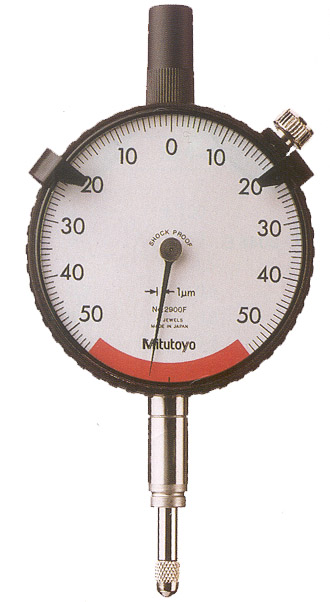 10 0 10
20 20
30 30
SHOCK PROOF
40 40
1μm
No.2900F
50 50
JEWELS
MADE IN JAPAN
Mitutoyo